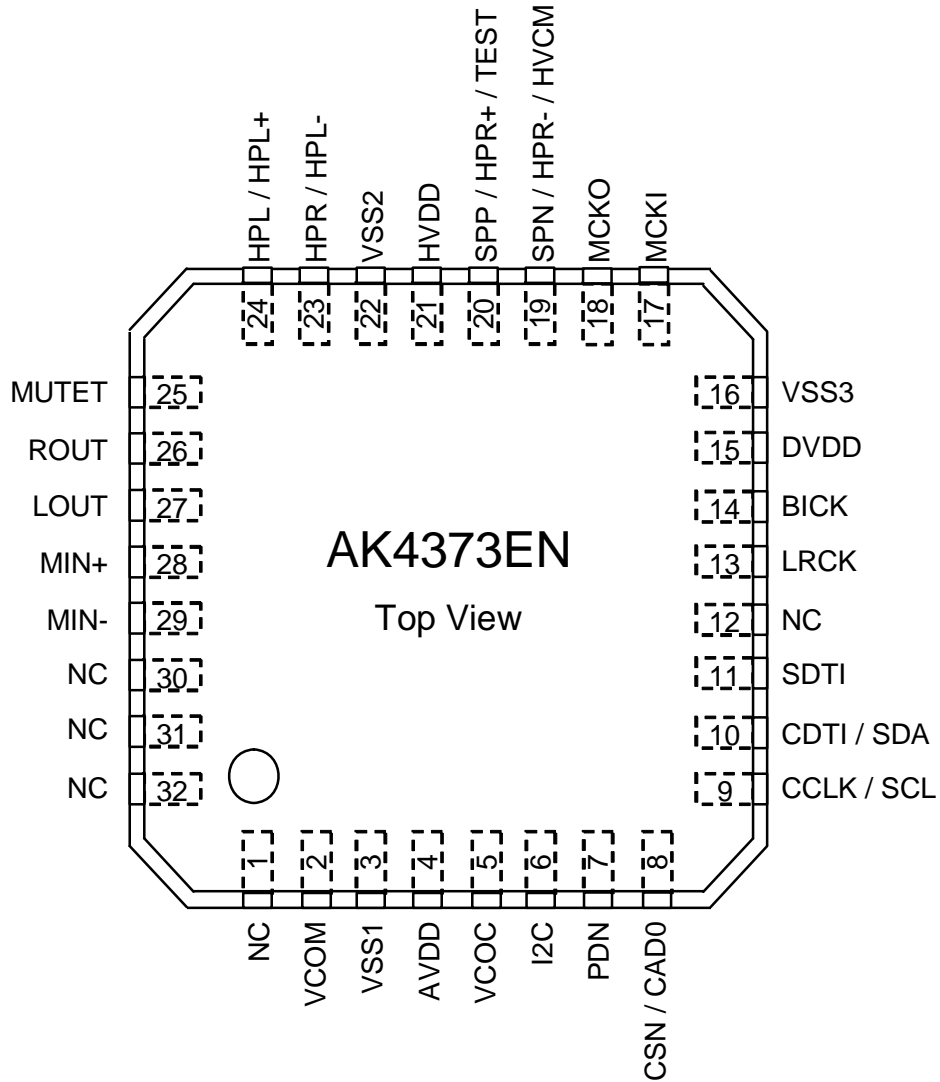 HPL / HPL+
HPR / HPL-
VSS2
HVDD
SPP / HPR+ / TEST
SPN / HPR- / HVCM
MCKO
MCKI
24
23
22
21
20
19
18
17
MUTET 25
ROUT 26
LOUT 27
MIN+ 28
MIN- 29
NC 30
NC 31
NC 32
AK4373EN
Top View
16 VSS3
15 DVDD
14 BICK
13 LRCK
12 NC
11 SDTI
10 CDTI / SDA
9 CCLK / SCL
1
2
3
4
5
6
7
8
NC
VCOM
VSS1
AVDD
VCOC
I2C
PDN
CSN / CAD0